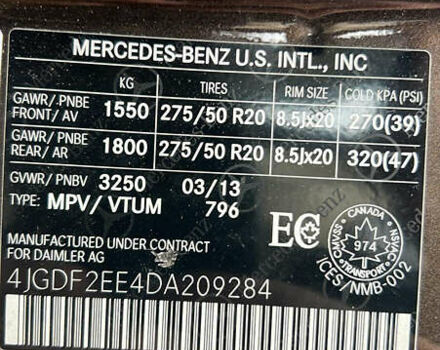 MERCEDES-BENZ U.S. INTL., INC
KG TIRES RIM SIZE COLD KPA (PSI)
GAWR/PNBE FRONT/AV 1550 275/50 R20 8.5Jx20 270(39)
GAWR/PNBE REAR/AR 1800 275/50 R20 8.5Jx20 320(47)
GVWR/PNBV 3250 03/13
TYPE MPV/VTUM 796
MANUFACTURED UNDER CONTRACT
FOR DAIMLER AG
4JGDF2EE4DA209284
EC
CANADA
974
TRANSPORT
ICES/NMB-002